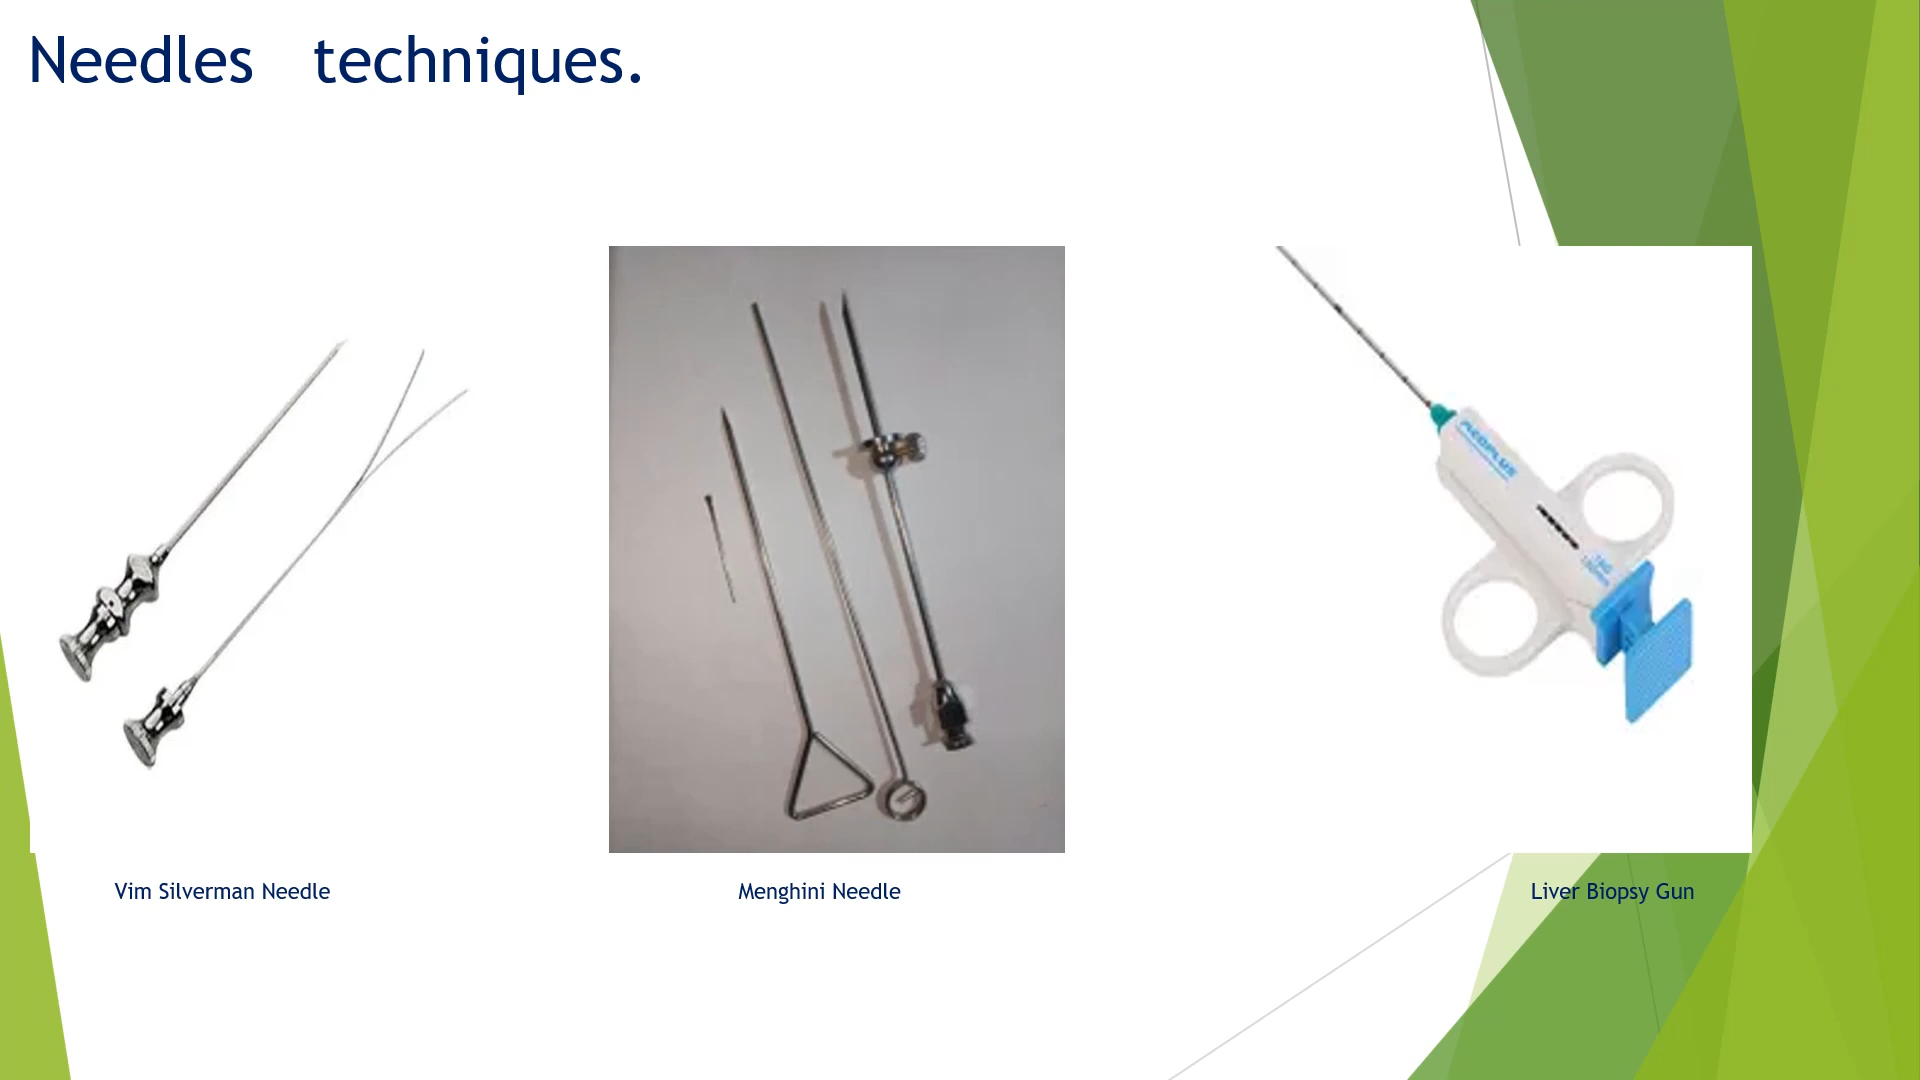 Needles techniques.
Vim Silverman Needle
Menghini Needle
Liver Biopsy Gun